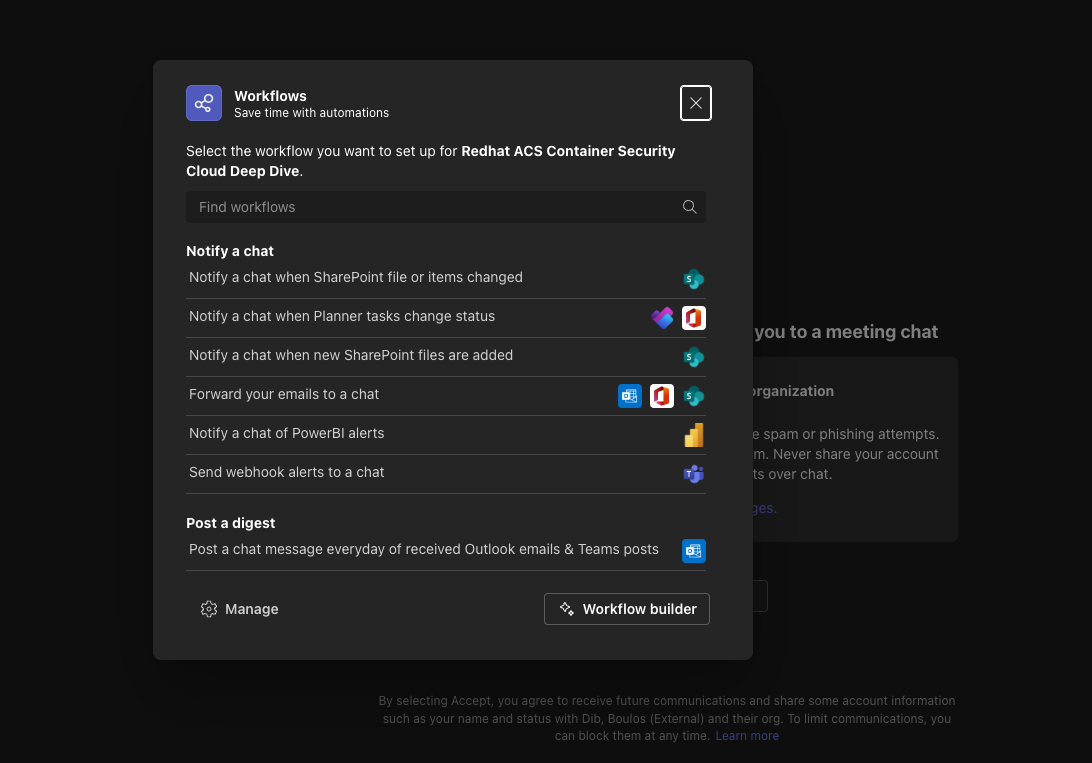 Workflows
Save time with automations
Select the workflow you want to set up for Redhat ACS Container Security
Cloud Deep Dive.
Find workflows
Notify a chat
Notify a chat when SharePoint file or items changed
Notify a chat when Planner tasks change status
Notify a chat when new SharePoint files are added
Forward your emails to a chat
Notify a chat of PowerBI alerts
Send webhook alerts to a chat
Post a digest
Post a chat message everyday of received Outlook emails & Teams posts
Manage
Workflow builder
you to a meeting chat
organization
spam or phishing attempts.
Never share your account
over chat.
By selecting Accept, you agree to receive future communications and share some account information
such as your name and status with Dib, Boulos (External) and their org. To limit communications, you
can block them at any time. Learn more